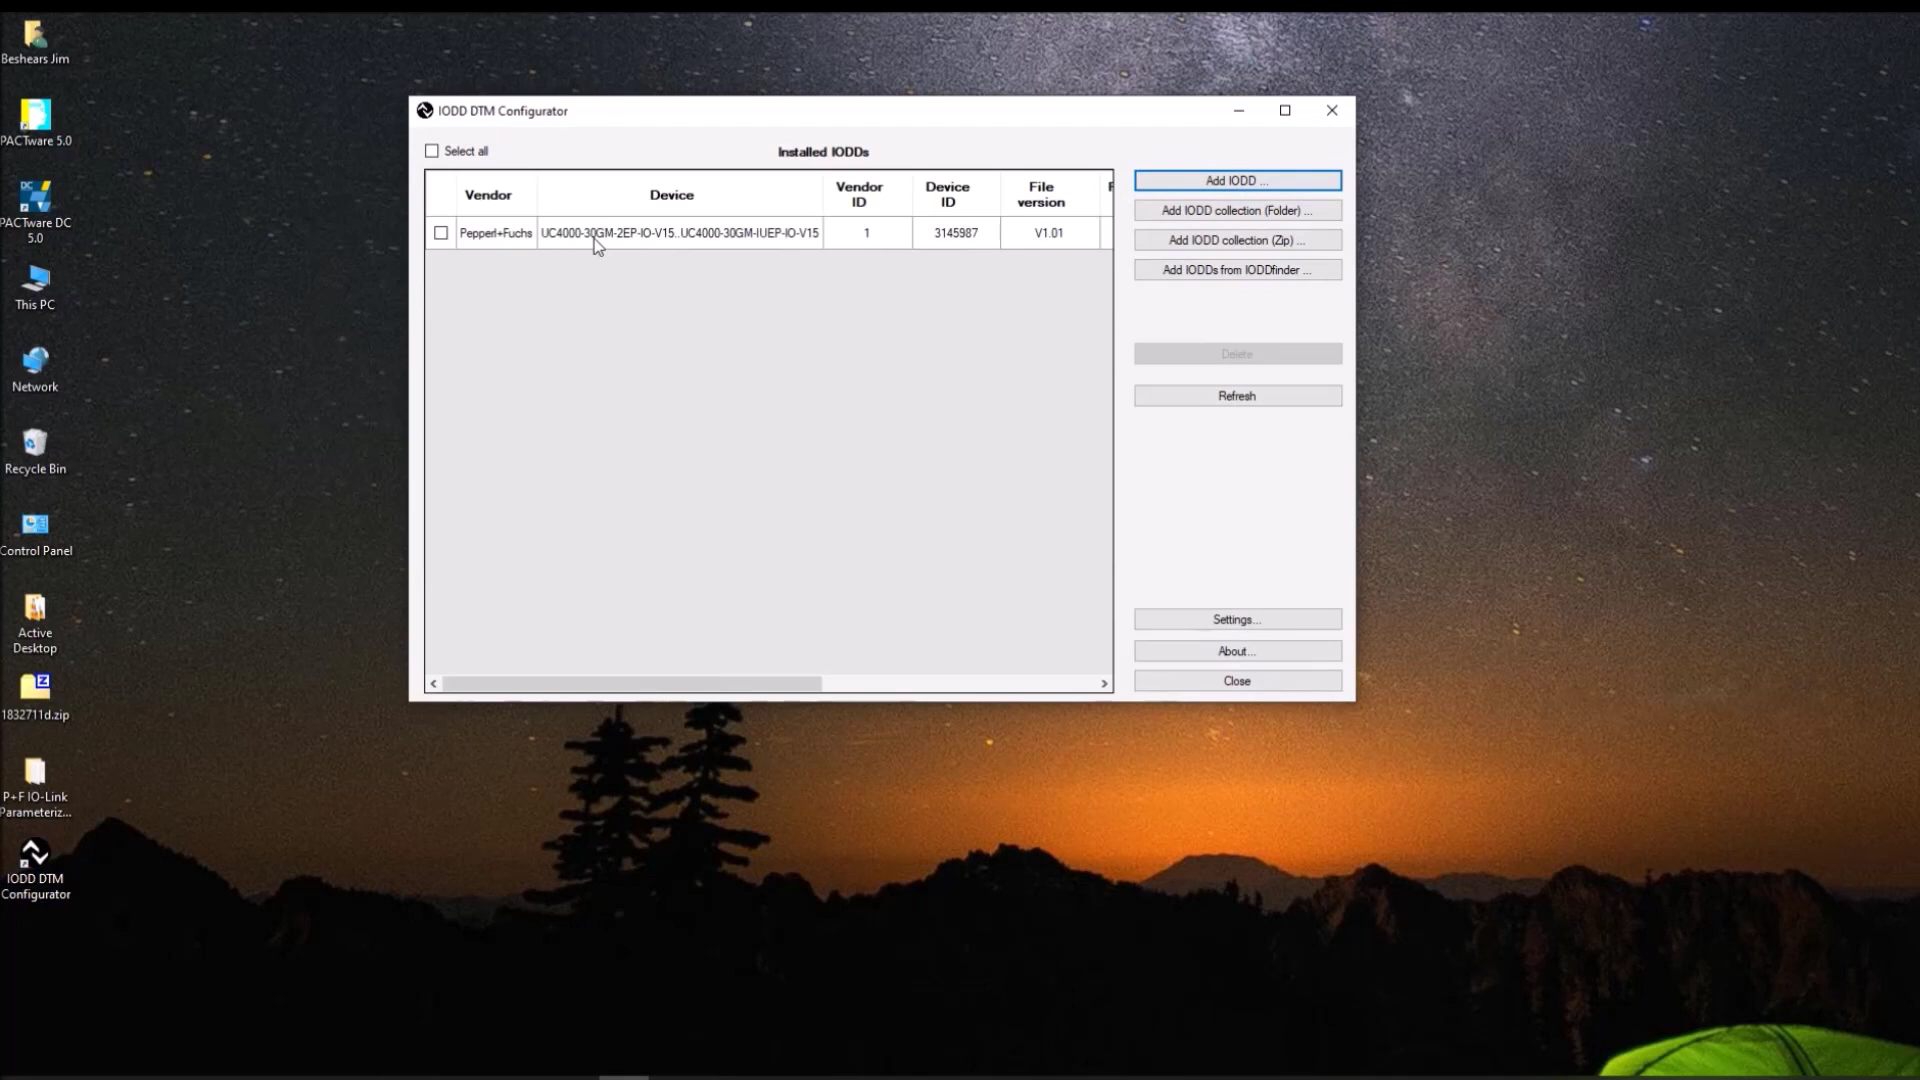 Beshears Jim
PACTware 5.0
DC
PACTware DC
5.0
This PC
Network
Recycle Bin
Control Panel
Active
Desktop
Z
1832711d.zip
P+F IO-Link
Parameteriz...
IODD DTM
Configurator
IODD DTM Configurator
Select all
Installed IODDs
Vendor
Device
Vendor
ID
Device
ID
File
version
Pepperl+Fuchs
UC4000-30GM-2EP-IO-V15..UC4000-30GM-IUEP-IO-V15
1
3145987
V1.01
Add IODD ...
Add IODD collection (Folder) ...
Add IODD collection (Zip) ...
Add IODDs from IODDfinder ...
Delete
Refresh
Settings...
About...
Close